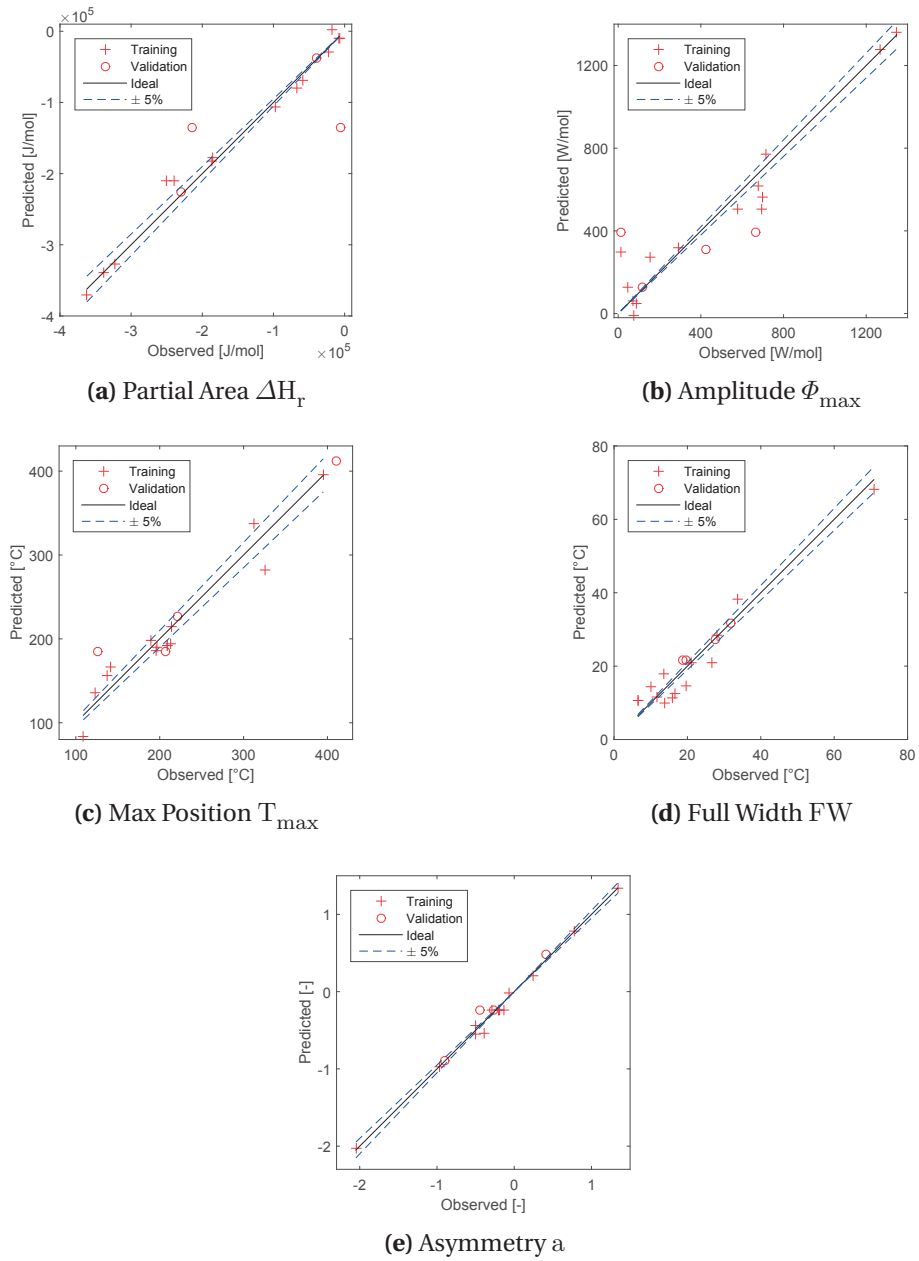 × 10⁵
0
-1
-2
-3
-4
Predicted [J/mol]
Training
Validation
Ideal
± 5%
-4 -3 -2 -1 0
Observed [J/mol]
× 10⁵
(a) Partial Area ΔH_r
1200
800
400
0
Predicted [W/mol]
Training
Validation
Ideal
± 5%
0 400 800 1200
Observed [W/mol]
(b) Amplitude Φ_max
400
300
200
100
Predicted [°C]
Training
Validation
Ideal
± 5%
100 200 300 400
Observed [°C]
(c) Max Position T_max
80
60
40
20
0
Predicted [°C]
Training
Validation
Ideal
± 5%
0 20 40 60 80
Observed [°C]
(d) Full Width FW
1
0
-1
-2
Predicted [-]
Training
Validation
Ideal
± 5%
-2 -1 0 1
Observed [-]
(e) Asymmetry a